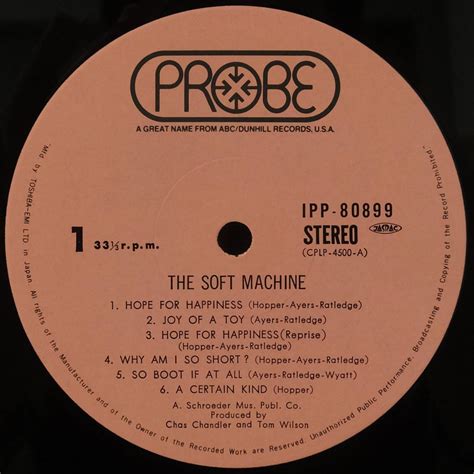 PROBE
A GREAT NAME FROM ABC/DUNHILL RECORDS, U.S.A.
IPP-80899
1 33⅓ r.p.m.
STEREO JASRAC
(CPLP-4500-A)
THE SOFT MACHINE
1. HOPE FOR HAPPINESS (Hopper-Ayers-Ratledge)
2. JOY OF A TOY (Ayers-Ratledge)
3. HOPE FOR HAPPINESS(Reprise)
(Hopper-Ayers-Ratledge)
4. WHY AM I SO SHORT? (Hopper-Ayers-Ratledge)
5. SO BOOT IF AT ALL (Ayers-Ratledge-Wyatt)
6. A CERTAIN KIND (Hopper)
A. Schroeder Mus. Publ. Co.
Produced by
Chas Chandler and Tom Wilson
"Mfd by TOSHIBA-EMI LTD in Japan. All rights of the Manufacturer and of the Owner of the Recorded Work are reserved. Unauthorized Public Performance, Broadcasting and Copying of the Record Prohibited."